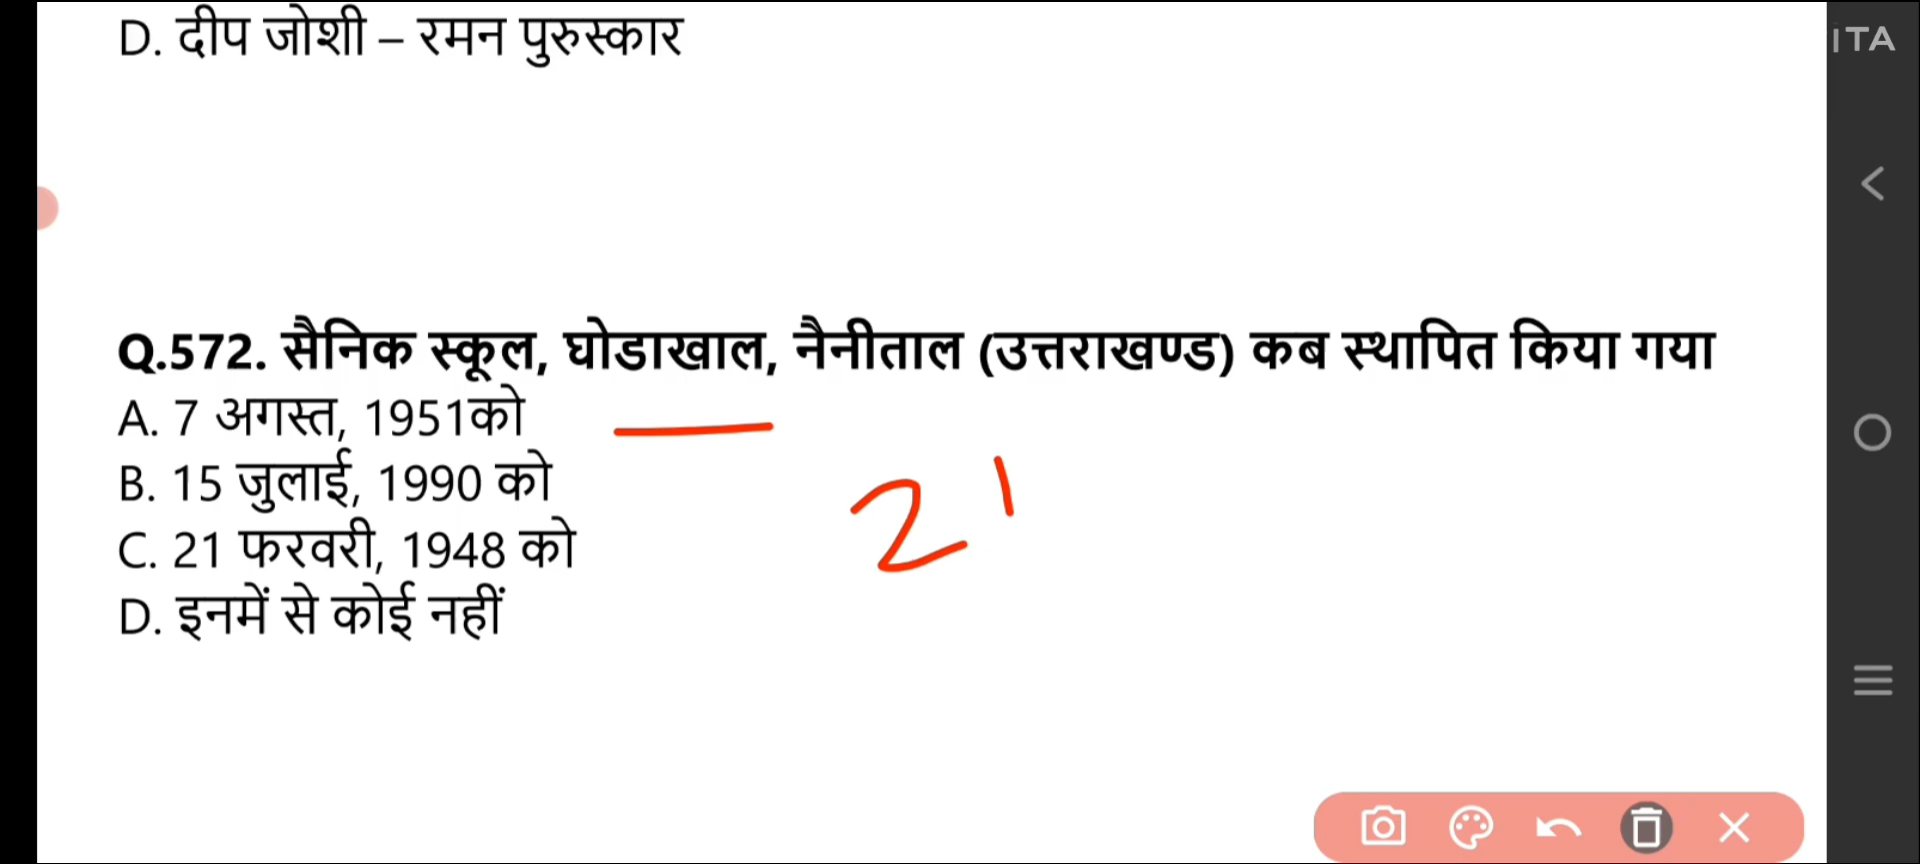 D. दीप जोशी – रमन पुरुस्कार
iTA
Q.572. सैनिक स्कूल, घोडाखाल, नैनीताल (उत्तराखण्ड) कब स्थापित किया गया
A. 7 अगस्त, 1951को
B. 15 जुलाई, 1990 को
2'
C. 21 फरवरी, 1948 को
D. इनमें से कोई नहीं